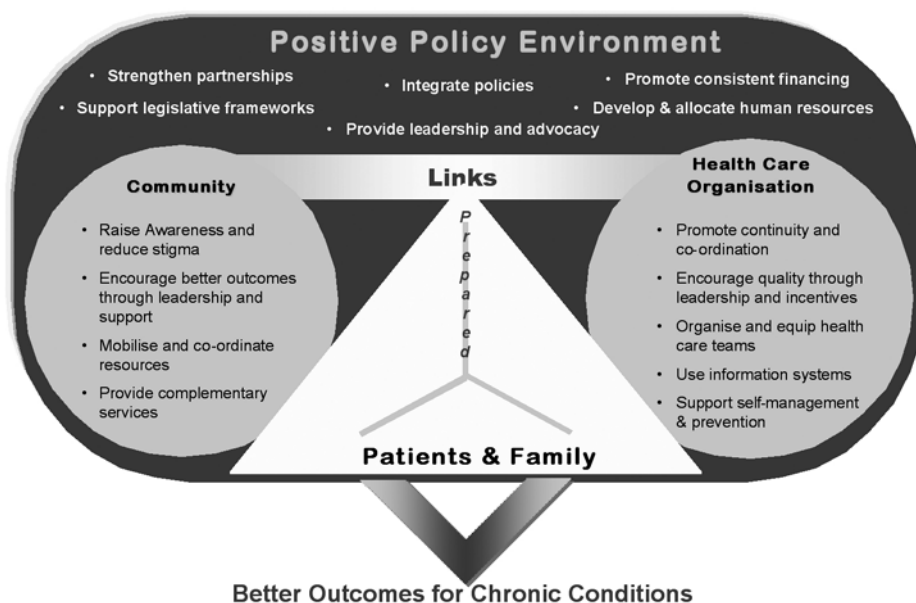 Positive Policy Environment
• Strengthen partnerships
• Integrate policies
• Promote consistent financing
• Support legislative frameworks
• Develop & allocate human resources
• Provide leadership and advocacy
Links
Community
• Raise Awareness and
reduce stigma
• Encourage better outcomes
through leadership and
support
• Mobilise and co-ordinate
resources
• Provide complementary
services
Prepared
Patients & Family
Health Care
Organisation
• Promote continuity and
co-ordination
• Encourage quality through
leadership and incentives
• Organise and equip health
care teams
• Use information systems
• Support self-management
& prevention
Better Outcomes for Chronic Conditions